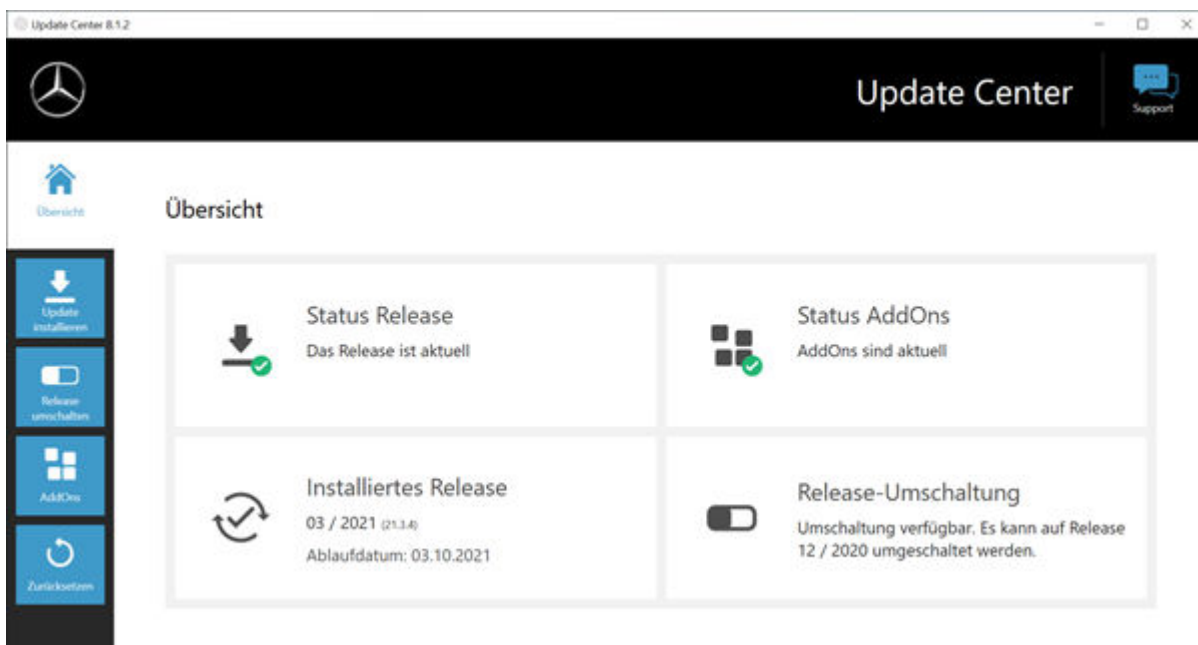 Update Center 8.1.2
Update Center
Support
Übersicht
Übersicht
Update
installieren
Release
umschalten
AddOns
Zurücksetzen
Status Release
Das Release ist aktuell
Status AddOns
AddOns sind aktuell
Installiertes Release
03 / 2021 (21.3.4)
Ablaufdatum: 03.10.2021
Release-Umschaltung
Umschaltung verfügbar. Es kann auf Release
12 / 2020 umgeschaltet werden.